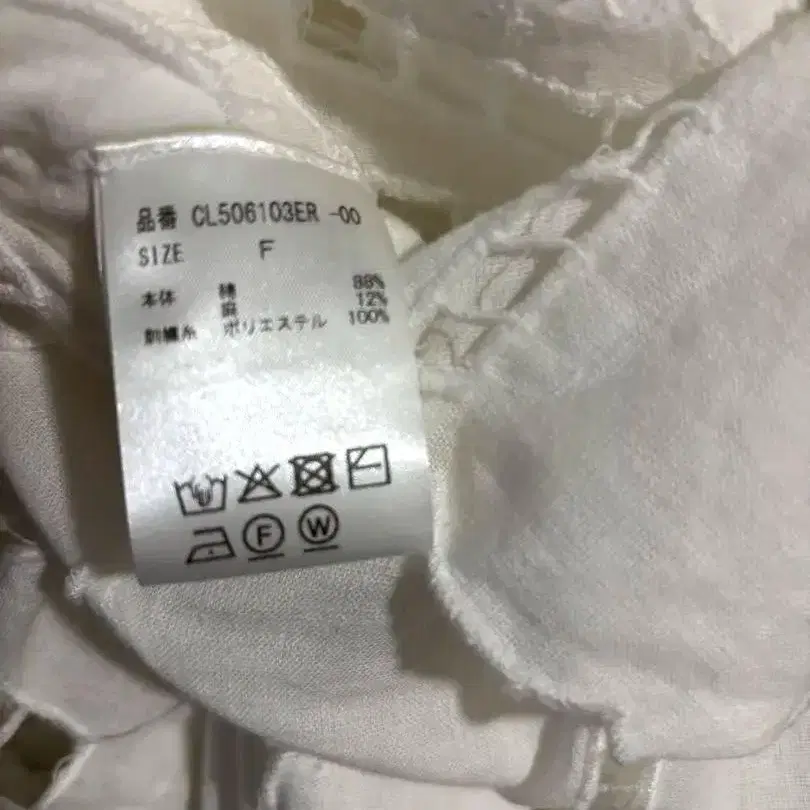 品番 CL506103ER -00
SIZE F
本体 綿 88%
麻 12%
刺繍糸 ポリエステル 100%
F W